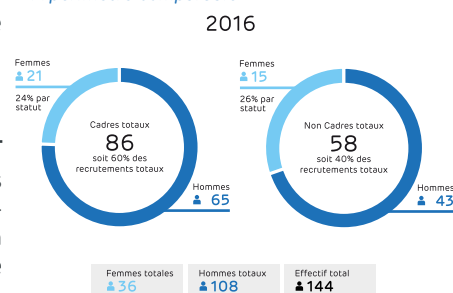 2016
Femmes
21
24% par
statut
Cadres totaux
86
soit 60% des
recrutements totaux
Hommes
65
Femmes
15
26% par
statut
Non Cadres totaux
58
soit 40% des
recrutements totaux
Hommes
43
Femmes totales
36
Hommes totaux
108
Effectif total
144